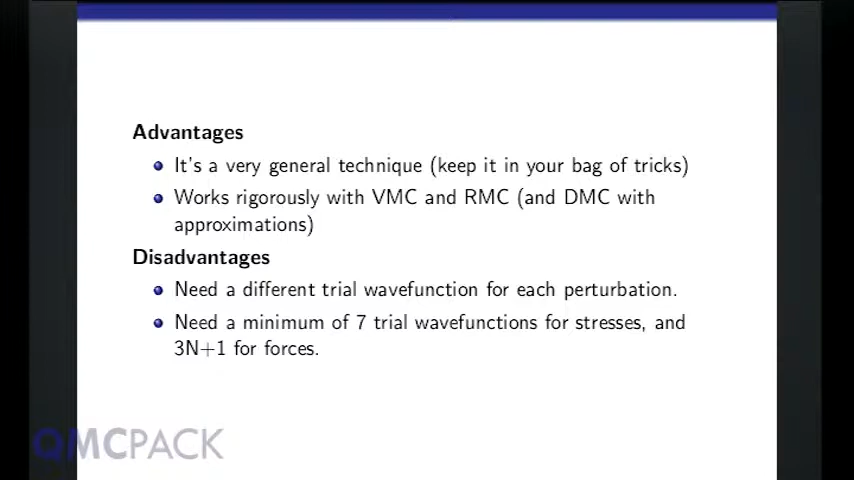 Advantages
It's a very general technique (keep it in your bag of tricks)
Works rigorously with VMC and RMC (and DMC with
approximations)
Disadvantages
Need a different trial wavefunction for each perturbation.
Need a minimum of 7 trial wavefunctions for stresses, and
3N+1 for forces.
QMCPACK